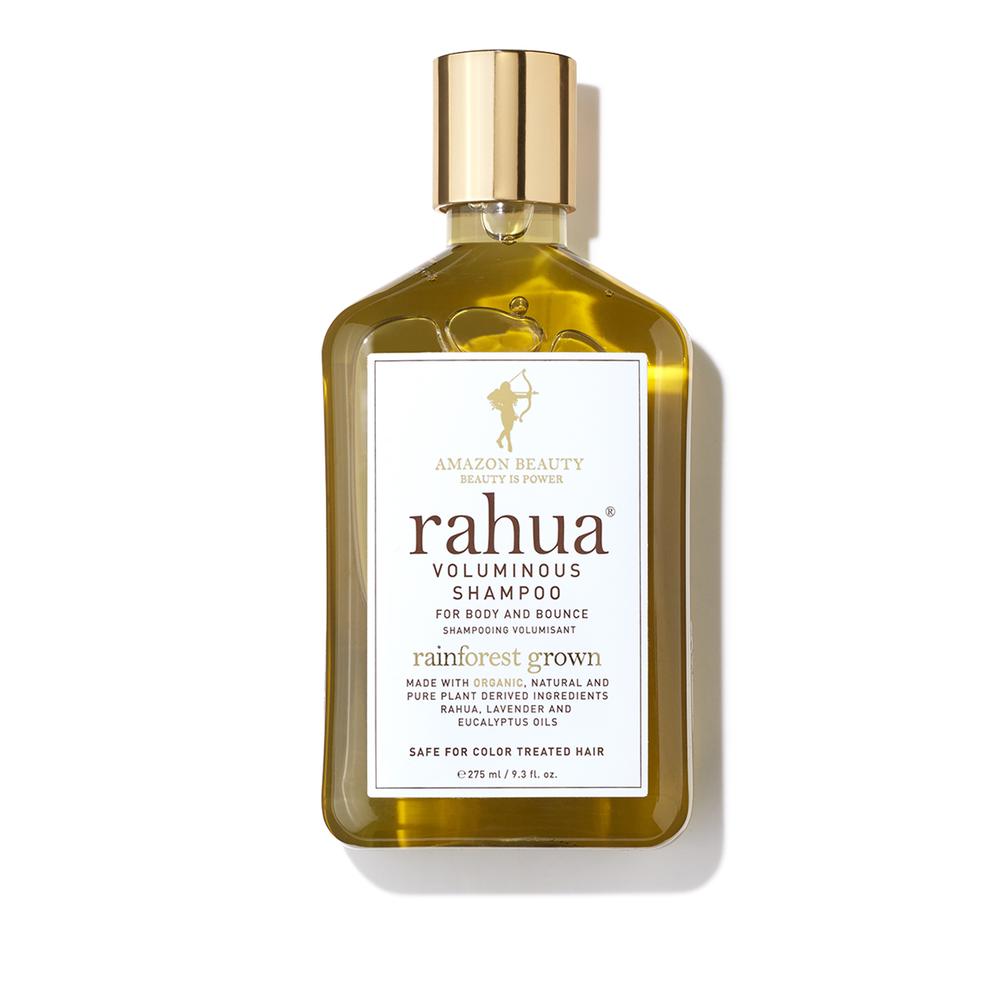 AMAZON BEAUTY
BEAUTY IS POWER
rahua®
VOLUMINOUS
SHAMPOO
FOR BODY AND BOUNCE
SHAMPOOING VOLUMISANT
rainforest grown
MADE WITH ORGANIC, NATURAL AND
PURE PLANT DERIVED INGREDIENTS
RAHUA, LAVENDER AND
EUCALYPTUS OILS
SAFE FOR COLOR TREATED HAIR
℮ 275 ml / 9.3 fl. oz.